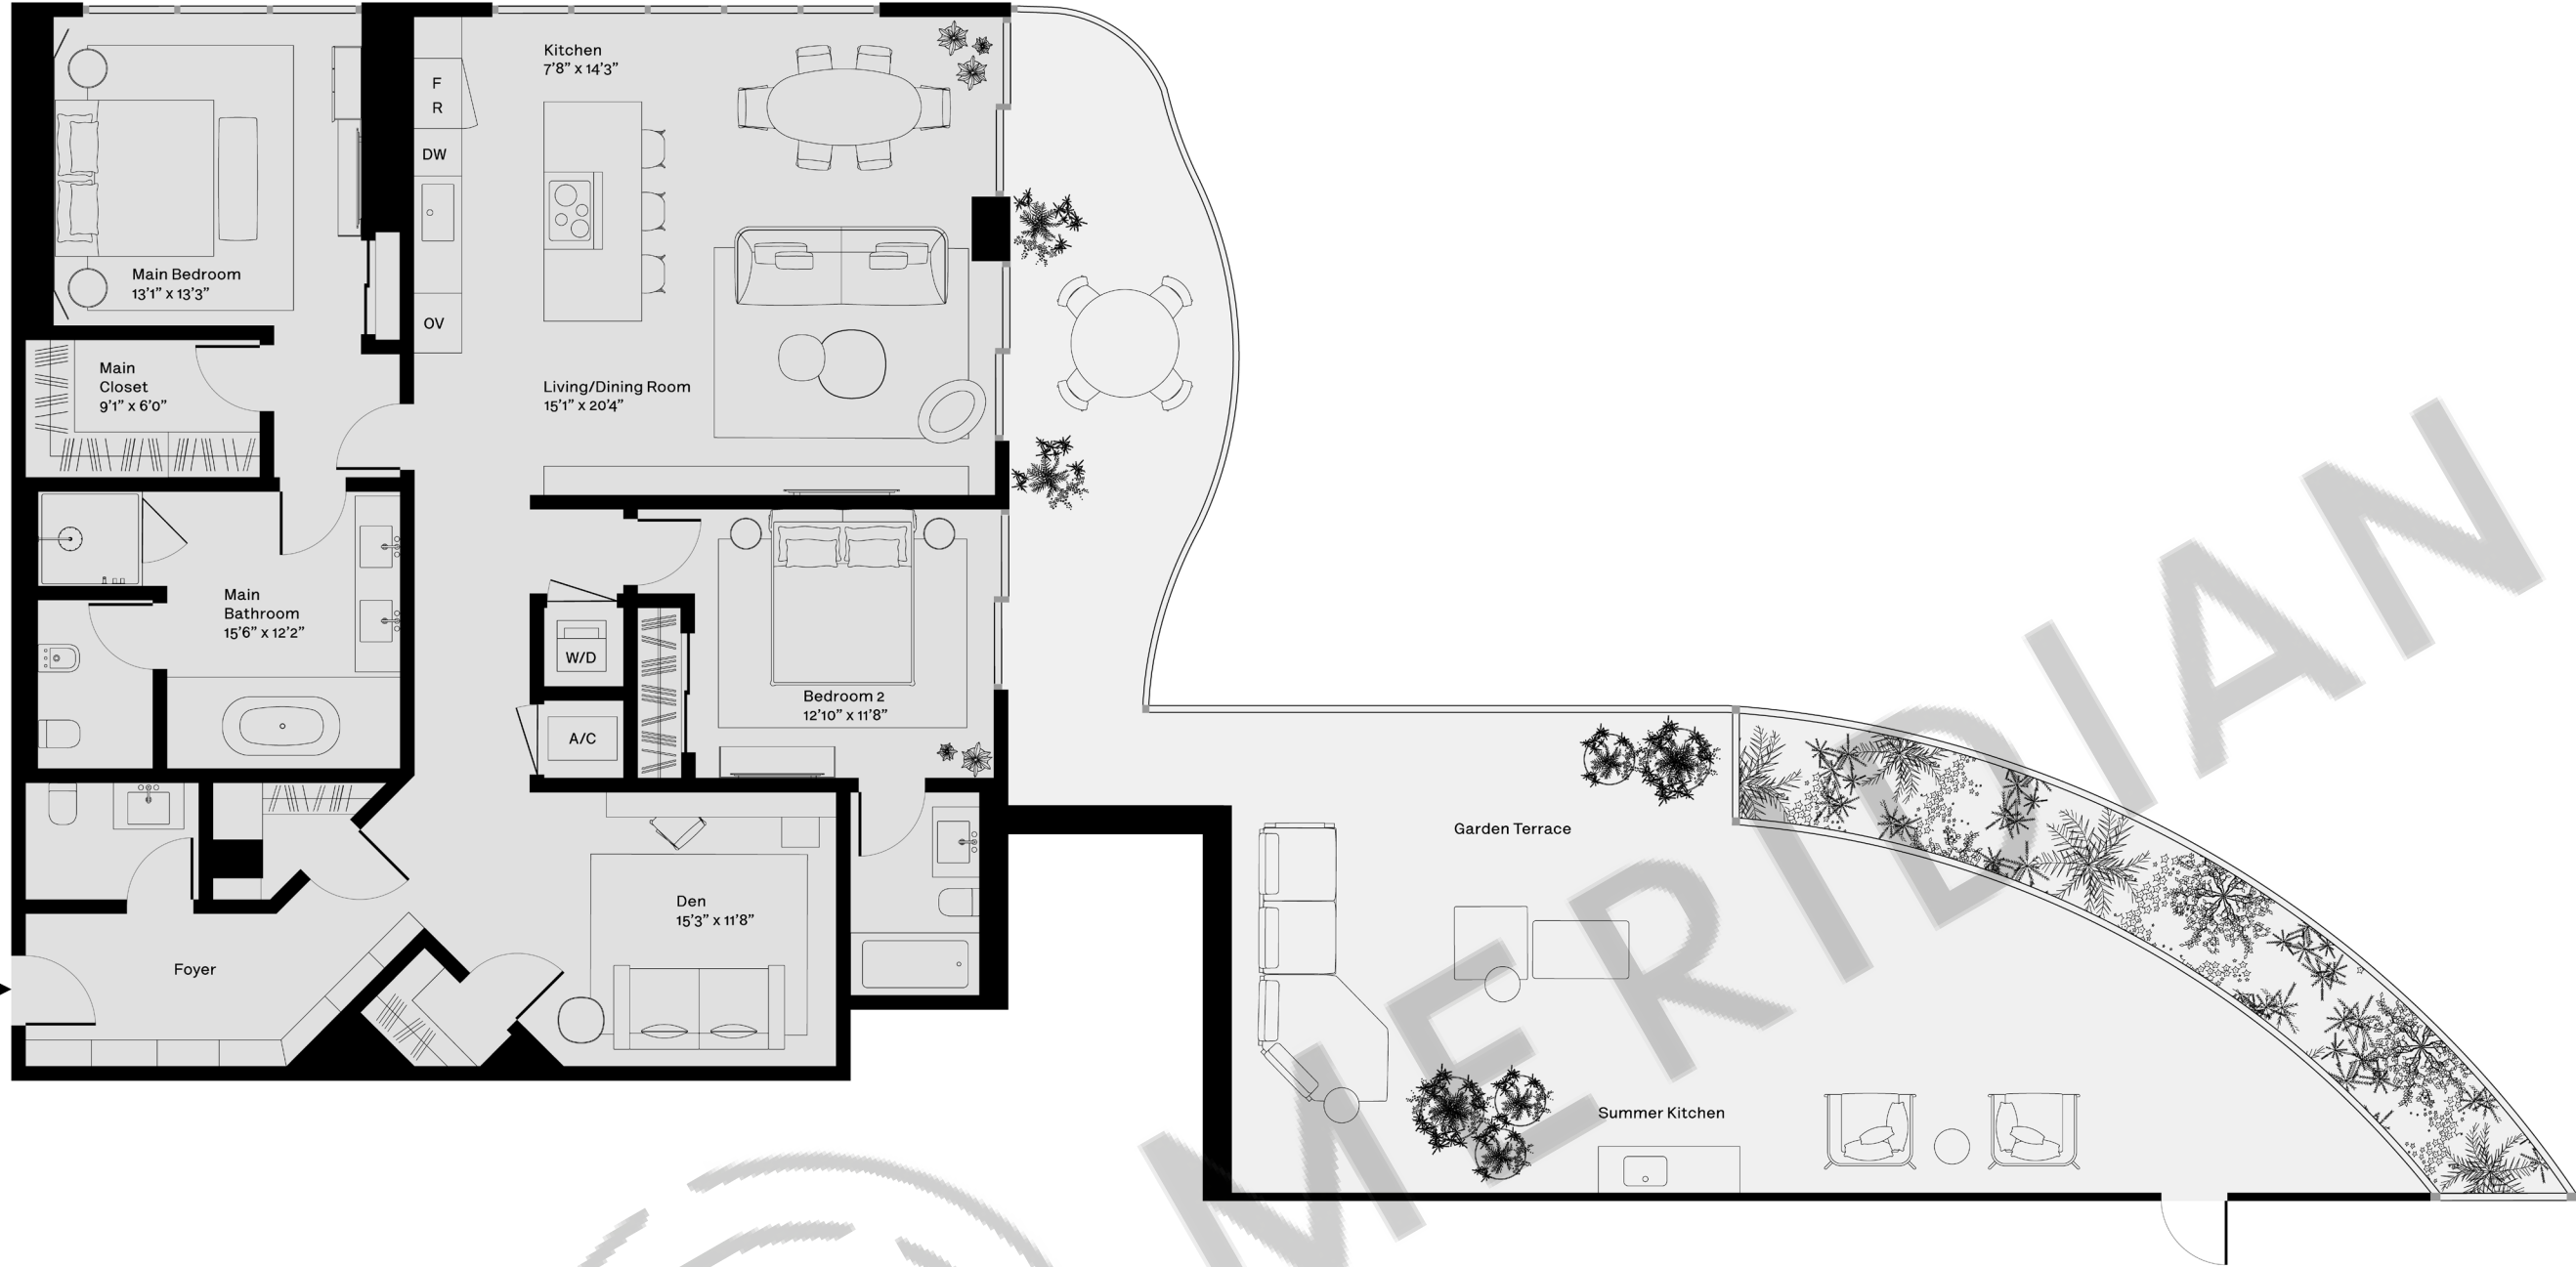 Kitchen
7'8" x 14'3"
F
R
DW
OV
Main Bedroom
13'1" x 13'3"
Main
Closet
9'1" x 6'0"
Living/Dining Room
15'1" x 20'4"
Main
Bathroom
15'6" x 12'2"
W/D
A/C
Bedroom 2
12'10" x 11'8"
Den
15'3" x 11'8"
Foyer
Garden Terrace
Summer Kitchen
MERIDIAN